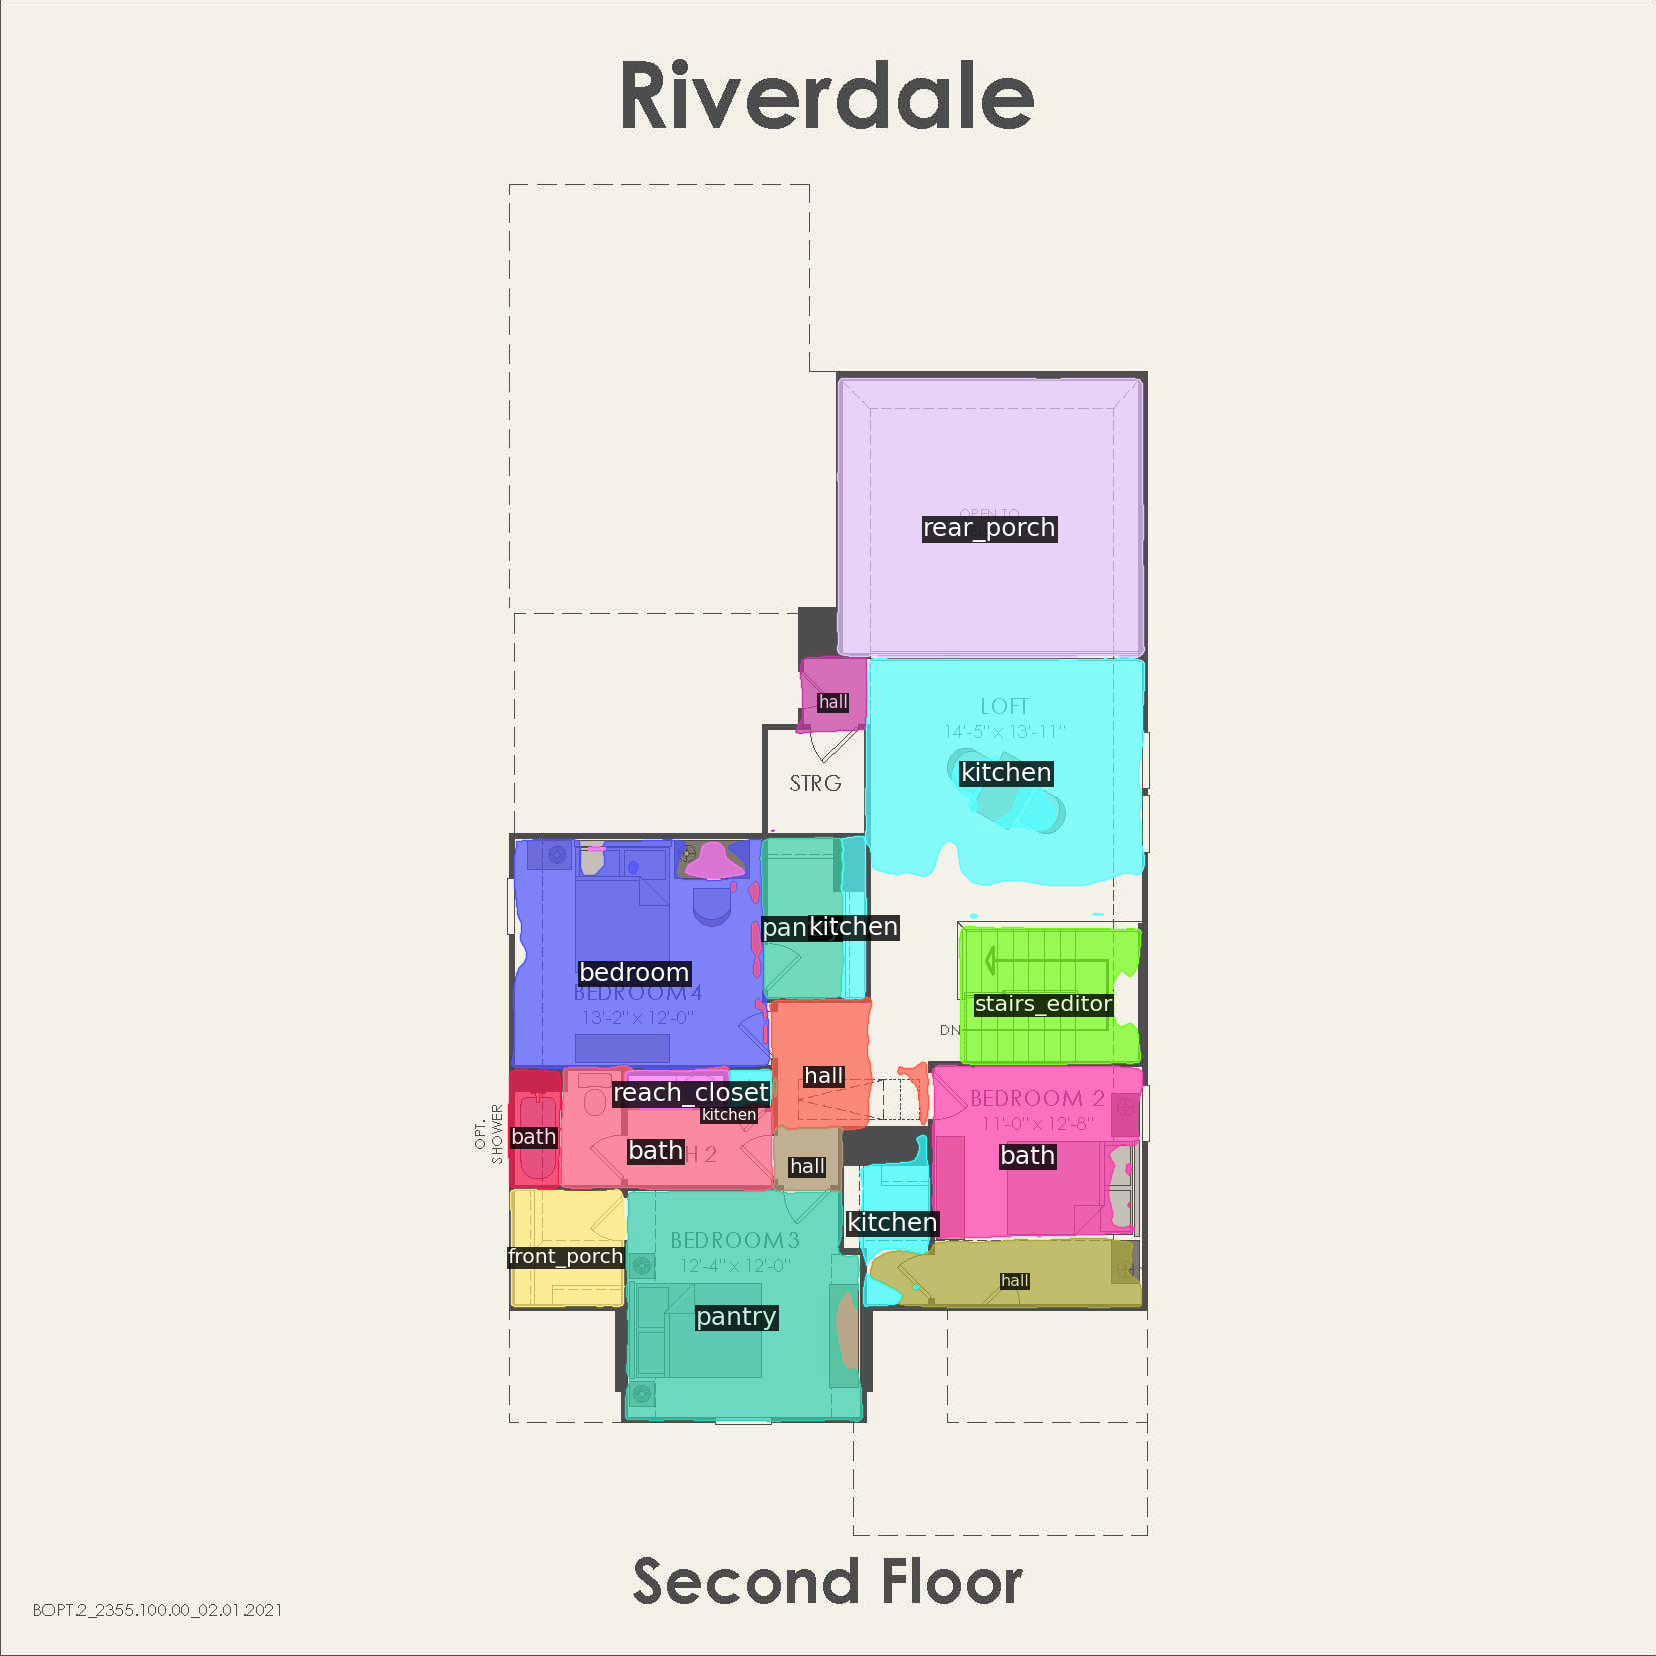 Riverdale
OPEN TO
rear_porch
hall
LOFT
14'-5" x 13'-11"
kitchen
STRG
pan
kitchen
bedroom
BEDROOM 4
13'-2" x 12'-0"
stairs_editor
DN
hall
reach_closet
kitchen
BEDROOM 2
11'-0" x 12'-8"
OPT.
SHOWER
bath
bath
H 2
hall
bath
kitchen
BEDROOM 3
12'-4" x 12'-0"
front_porch
hall
pantry
Second Floor
BOPT.2_2355.100.00_02.01.2021